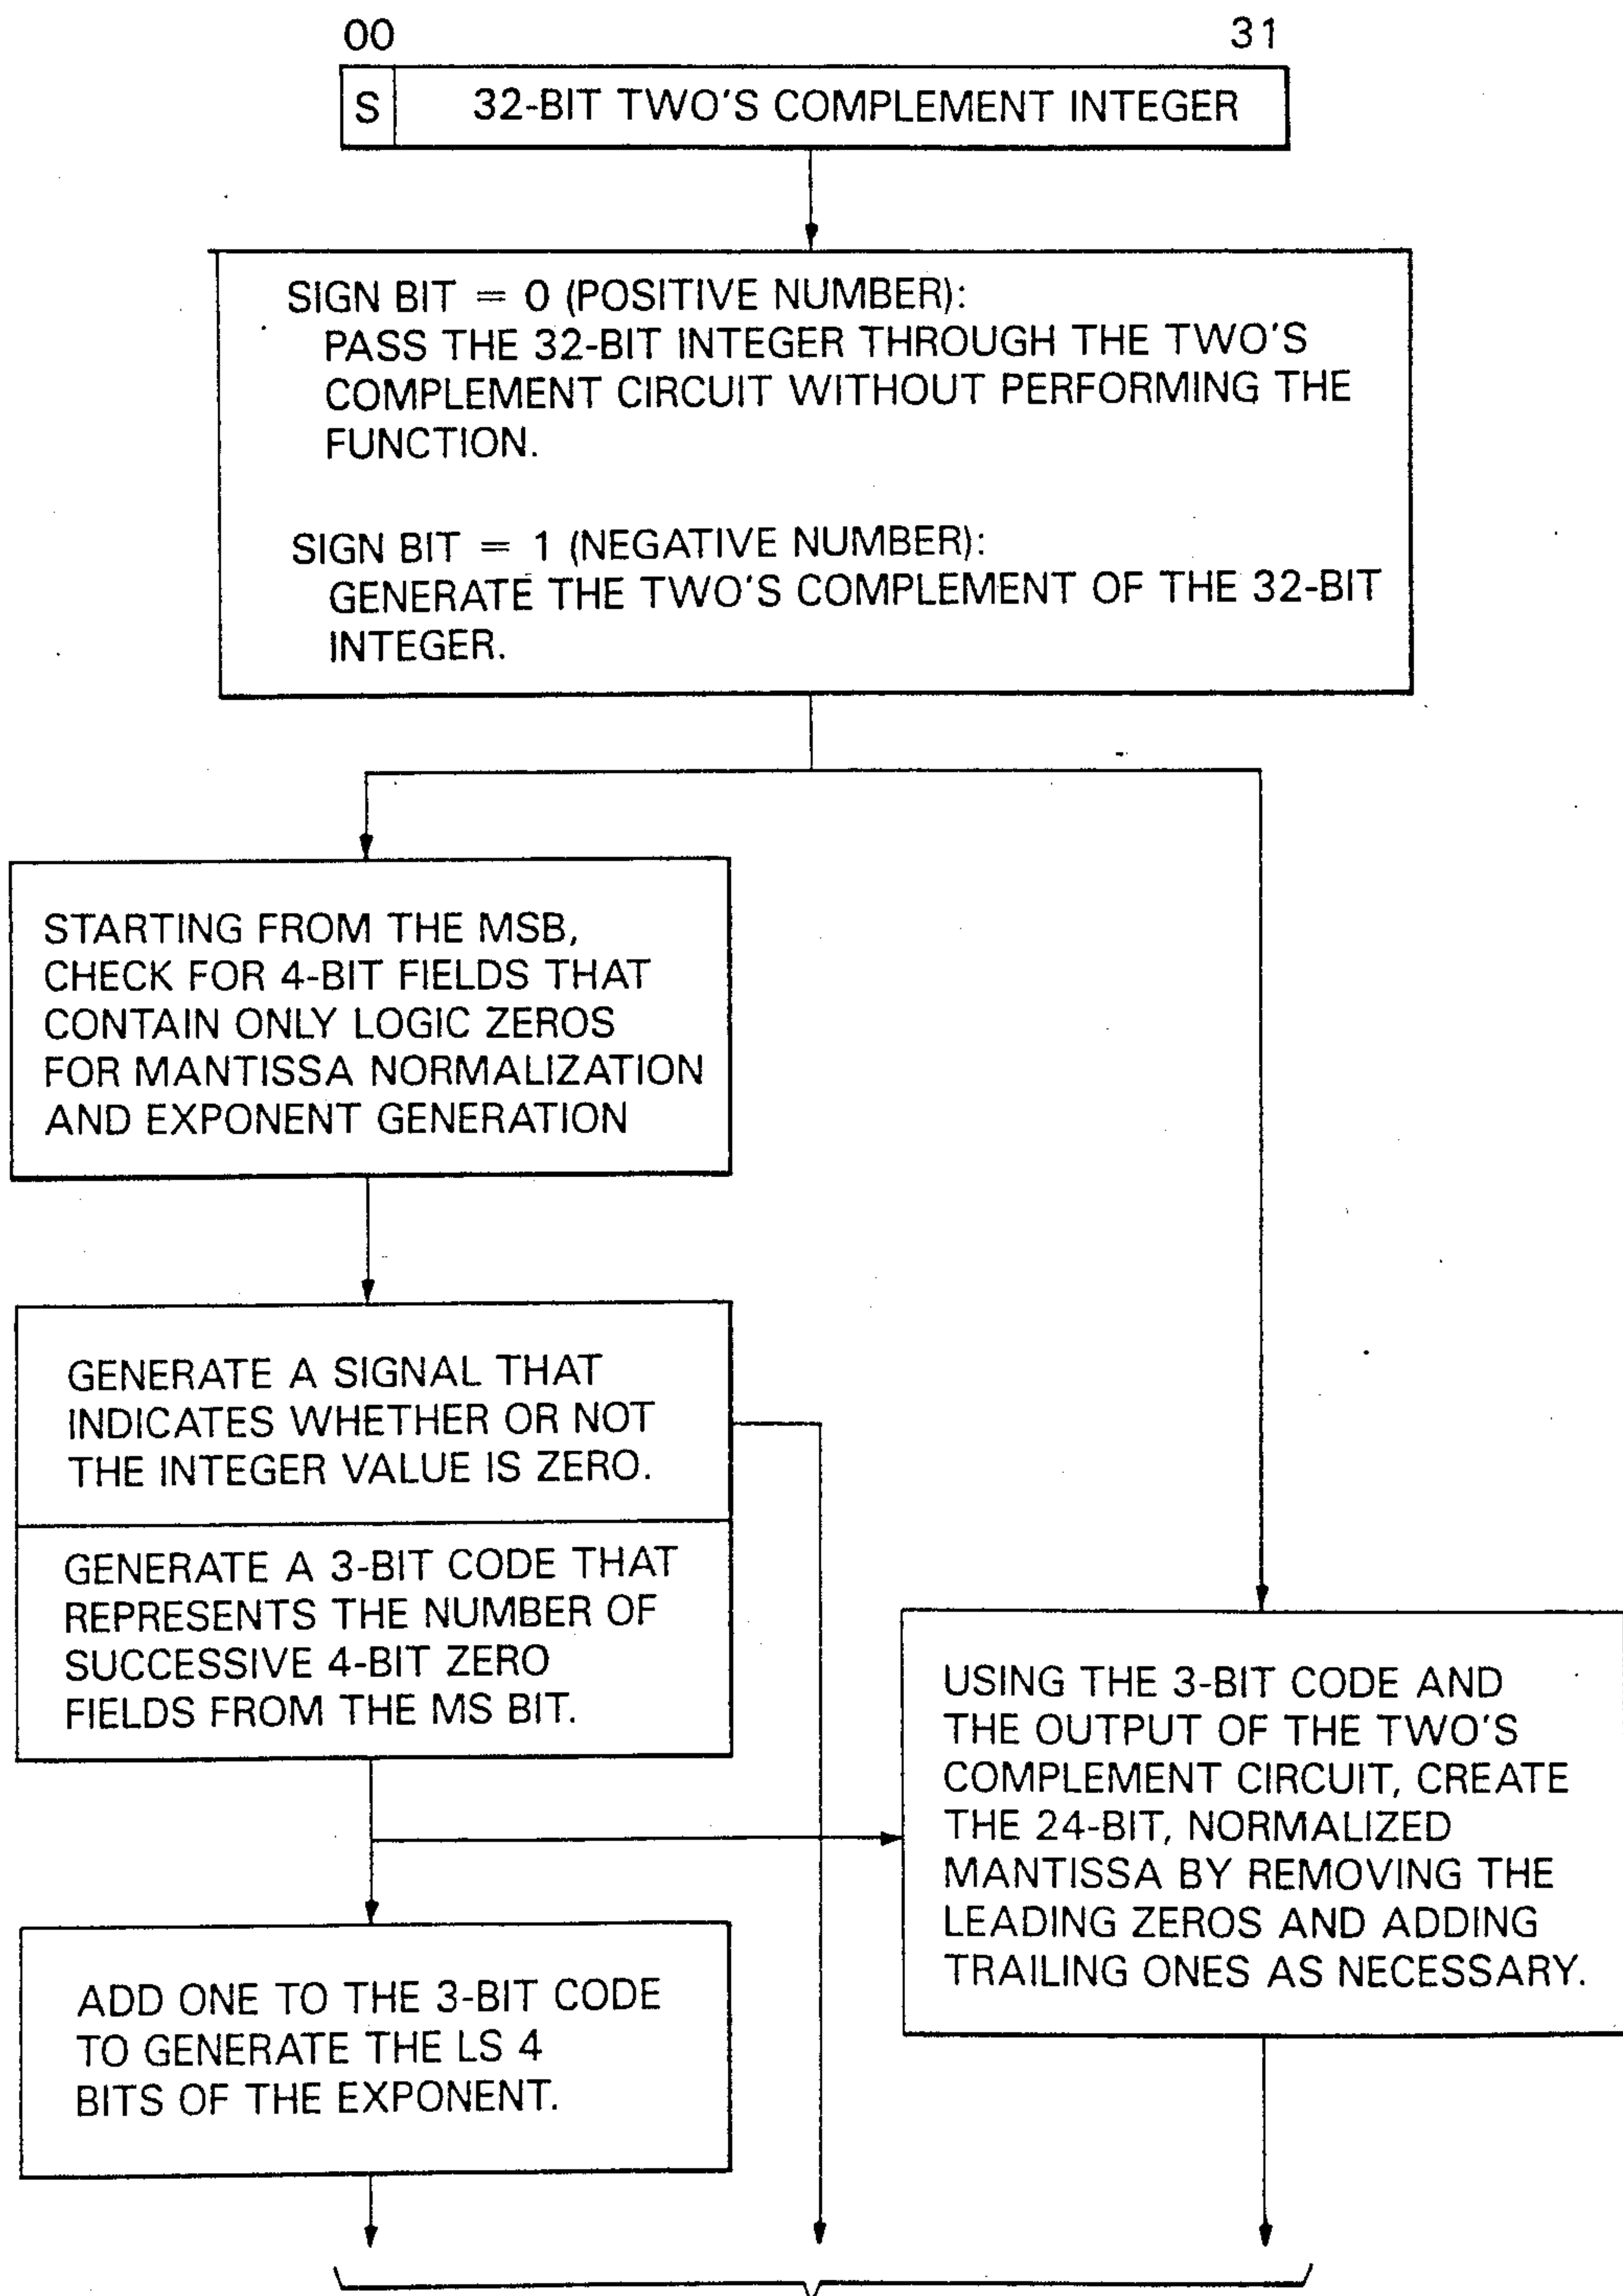 00 31
S 32-BIT TWO'S COMPLEMENT INTEGER
SIGN BIT = 0 (POSITIVE NUMBER):
PASS THE 32-BIT INTEGER THROUGH THE TWO'S
COMPLEMENT CIRCUIT WITHOUT PERFORMING THE
FUNCTION.
SIGN BIT = 1 (NEGATIVE NUMBER):
GENERATE THE TWO'S COMPLEMENT OF THE 32-BIT
INTEGER.
STARTING FROM THE MSB,
CHECK FOR 4-BIT FIELDS THAT
CONTAIN ONLY LOGIC ZEROS
FOR MANTISSA NORMALIZATION
AND EXPONENT GENERATION
GENERATE A SIGNAL THAT
INDICATES WHETHER OR NOT
THE INTEGER VALUE IS ZERO.
GENERATE A 3-BIT CODE THAT
REPRESENTS THE NUMBER OF
SUCCESSIVE 4-BIT ZERO
FIELDS FROM THE MS BIT.
USING THE 3-BIT CODE AND
THE OUTPUT OF THE TWO'S
COMPLEMENT CIRCUIT, CREATE
THE 24-BIT, NORMALIZED
MANTISSA BY REMOVING THE
LEADING ZEROS AND ADDING
TRAILING ONES AS NECESSARY.
ADD ONE TO THE 3-BIT CODE
TO GENERATE THE LS 4
BITS OF THE EXPONENT.